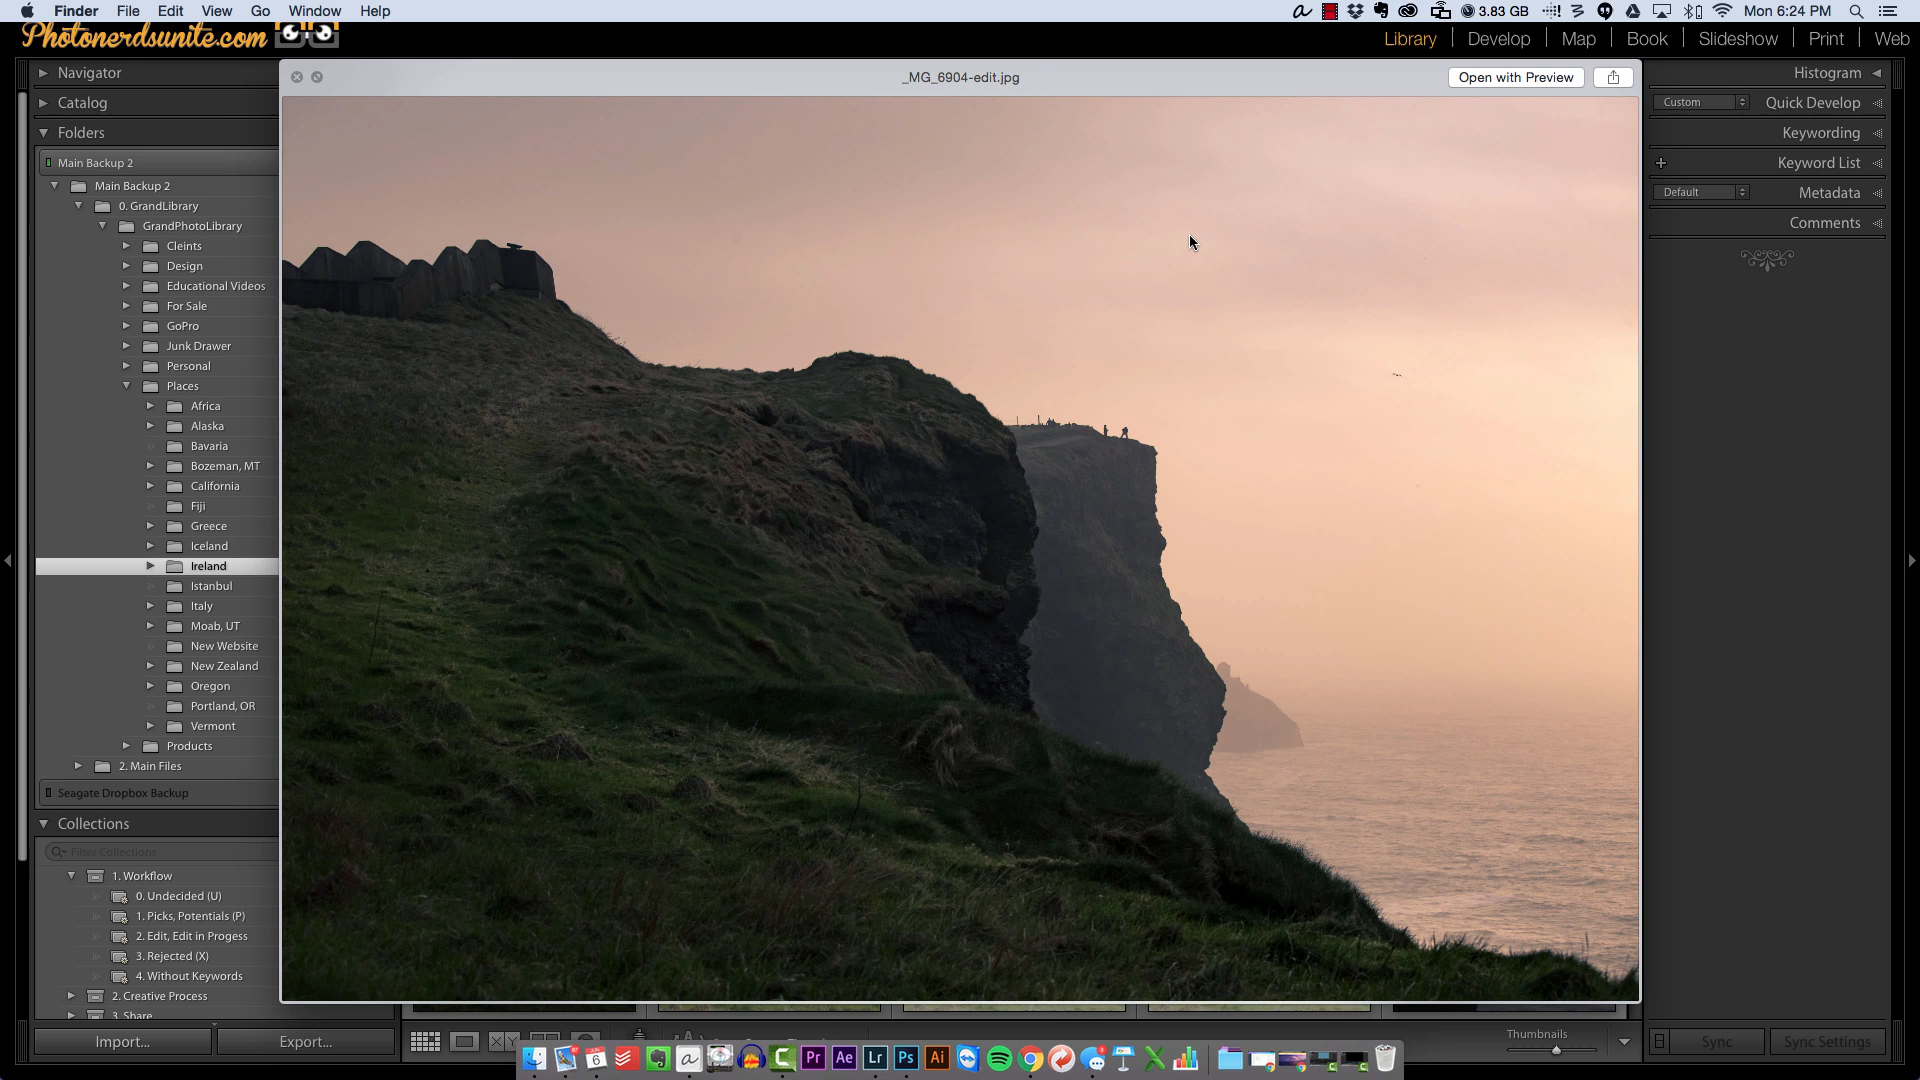 Finder File Edit View Go Window Help 3.83 GB Mon 6:24 PM
Photonerdsunite.com
Library Develop Map Book Slideshow Print Web
_MG_6904-edit.jpg
Open with Preview
Navigator
Catalog
Folders
Main Backup 2
Main Backup 2
0. GrandLibrary
GrandPhotoLibrary
Cleints
Design
Educational Videos
For Sale
GoPro
Junk Drawer
Personal
Places
Africa
Alaska
Bavaria
Bozeman, MT
California
Fiji
Greece
Iceland
Ireland
Istanbul
Italy
Moab, UT
New Website
New Zealand
Oregon
Portland, OR
Vermont
Products
2. Main Files
Seagate Dropbox Backup
Collections
Filter Collections
1. Workflow
0. Undecided (U)
1. Picks, Potentials (P)
2. Edit, Edit in Progess
3. Rejected (X)
4. Without Keywords
2. Creative Process
3. Share
Import...
Export...
Histogram
Custom
Quick Develop
Keywording
Keyword List
Default
Metadata
Comments
Thumbnails
Sync
Sync Settings
6
Pr
Ae
Lr
Ps
Ai